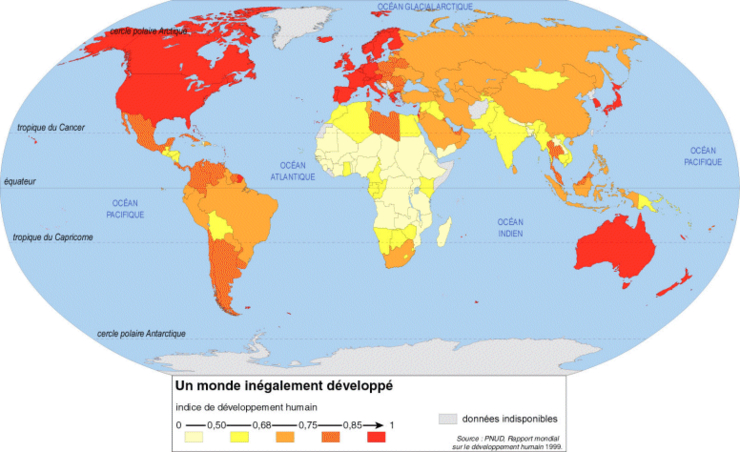 OCÉAN GLACIAL ARCTIQUE
cercle polaire Arctique
tropique du Cancer
OCÉAN
ATLANTIQUE
OCÉAN
PACIFIQUE
équateur
OCÉAN
PACIFIQUE
OCÉAN
INDIEN
tropique du Capricorne
cercle polaire Antarctique
Un monde inégalement développé
indice de développement humain
0 0,50 0,68 0,75 0,85 1
données indisponibles
Source : PNUD, Rapport mondial
sur le développement humain 1999.